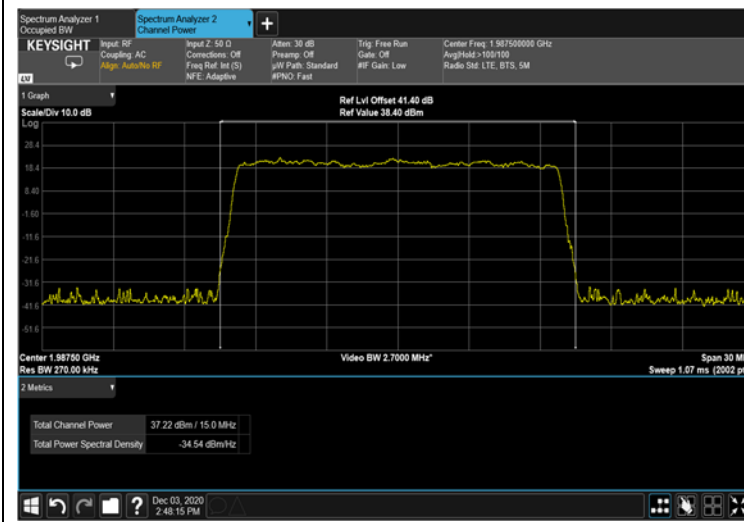 Spectrum Analyzer 1
Occupied BW
Spectrum Analyzer 2
Channel Power
+
KEYSIGHT
LXI
Input: RF
Coupling: AC
Align: Auto/No RF
Input Z: 50 Ω
Corrections: Off
Freq Ref: Int (S)
NFE: Adaptive
Atten: 30 dB
Preamp: Off
µW Path: Standard
#PNO: Fast
Trig: Free Run
Gate: Off
#IF Gain: Low
Center Freq: 1.987500000 GHz
Avg|Hold:>100/100
Radio Std: LTE, BTS, 5M
1 Graph
Scale/Div 10.0 dB
Ref Lvl Offset 41.40 dB
Ref Value 38.40 dBm
Log
28.4
18.4
8.40
-1.60
-11.6
-21.6
-31.6
-41.6
-51.6
Center 1.98750 GHz
Res BW 270.00 kHz
Video BW 2.7000 MHz*
Span 30 M
Sweep 1.07 ms (2002 pt
2 Metrics
Total Channel Power 37.22 dBm / 15.0 MHz
Total Power Spectral Density -34.54 dBm/Hz
?
Dec 03, 2020
2:48:15 PM